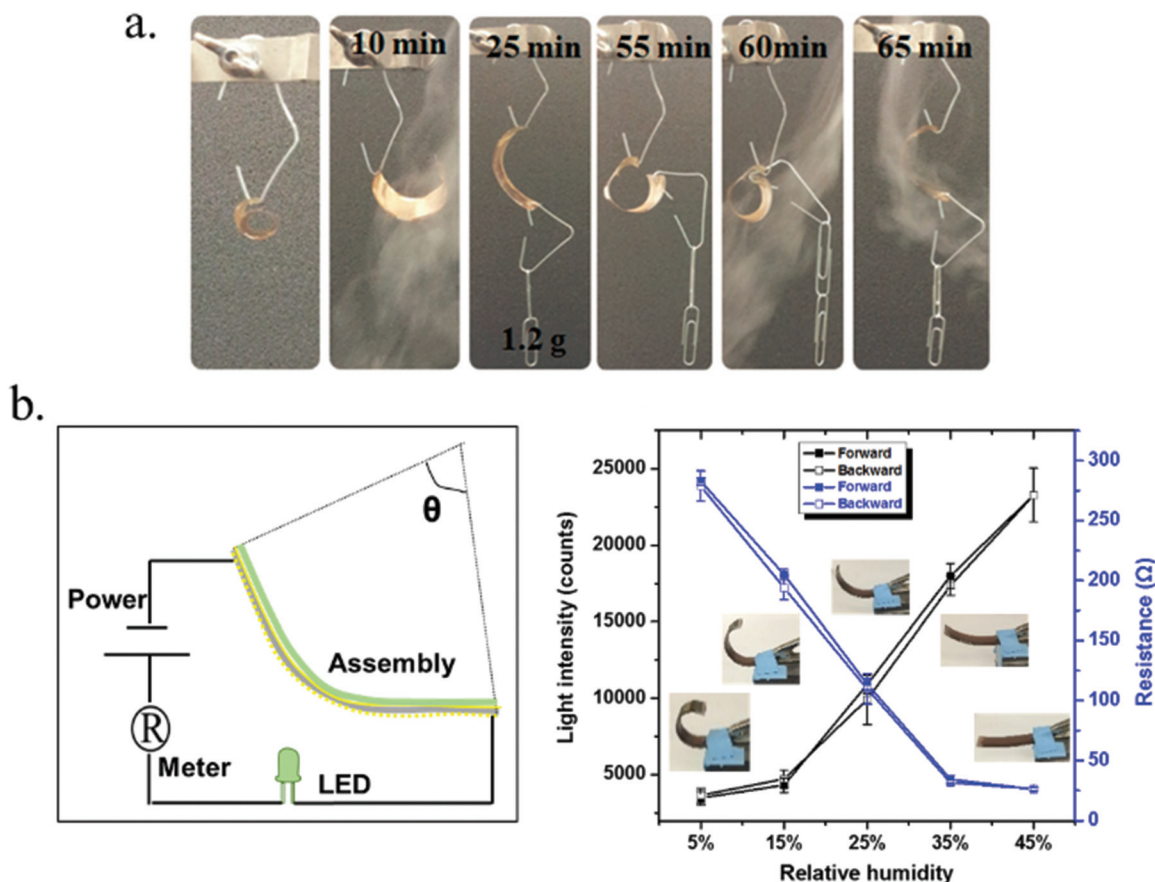 a.
10 min
25 min
55 min
60min
65 min
1.2 g
b.
Power
R
Meter
LED
Assembly
θ
Forward
Backward
Forward
Backward
Light intensity (counts)
25000
20000
15000
10000
5000
Resistance (Ω)
300
250
200
150
100
50
0
5% 15% 25% 35% 45%
Relative humidity